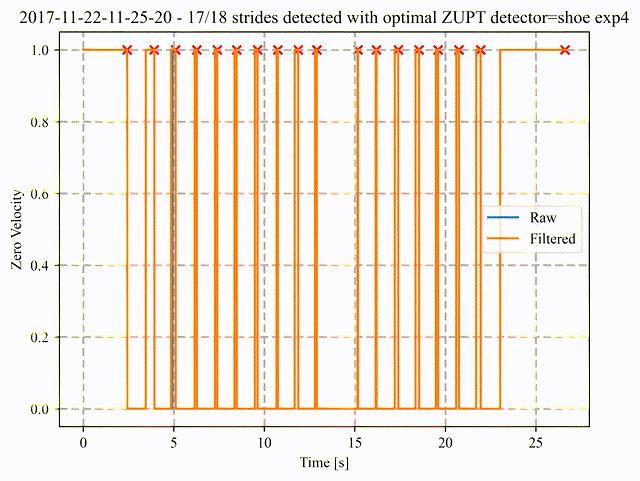 2017-11-22-11-25-20 - 17/18 strides detected with optimal ZUPT detector=shoe exp4
1.0
0.8
0.6
0.4
0.2
0.0
Zero Velocity
Raw
Filtered
0 5 10 15 20 25
Time [s]